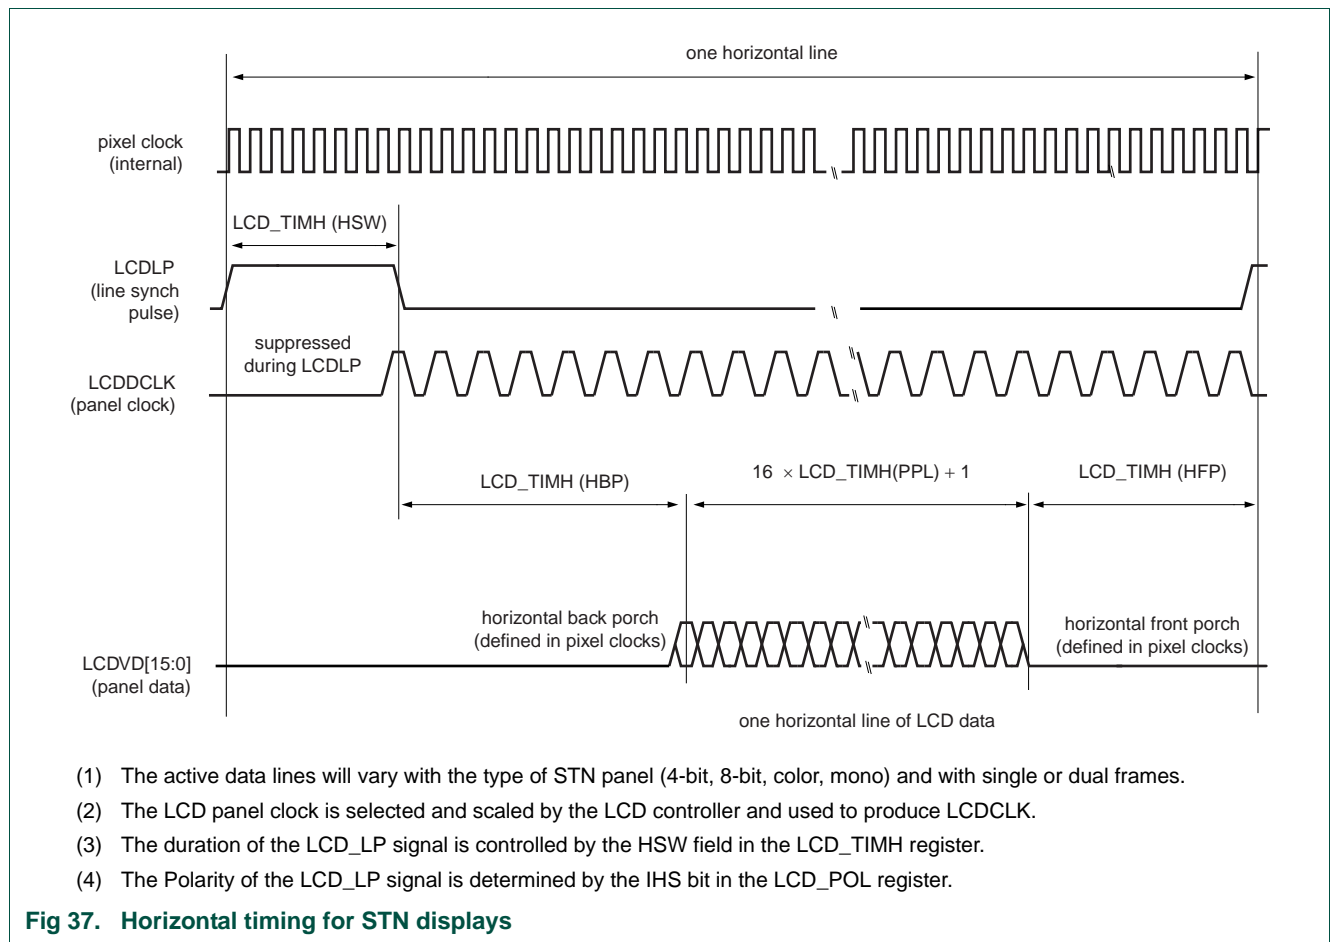 one horizontal line
pixel clock
(internal)
LCD_TIMH (HSW)
LCDLP
(line synch
pulse)
suppressed
during LCDLP
LCDDCLK
(panel clock)
LCD_TIMH (HBP)
16 × LCD_TIMH(PPL) + 1
LCD_TIMH (HFP)
horizontal back porch
(defined in pixel clocks)
horizontal front porch
(defined in pixel clocks)
LCDVD[15:0]
(panel data)
one horizontal line of LCD data
(1) The active data lines will vary with the type of STN panel (4-bit, 8-bit, color, mono) and with single or dual frames.
(2) The LCD panel clock is selected and scaled by the LCD controller and used to produce LCDCLK.
(3) The duration of the LCD_LP signal is controlled by the HSW field in the LCD_TIMH register.
(4) The Polarity of the LCD_LP signal is determined by the IHS bit in the LCD_POL register.
Fig 37. Horizontal timing for STN displays